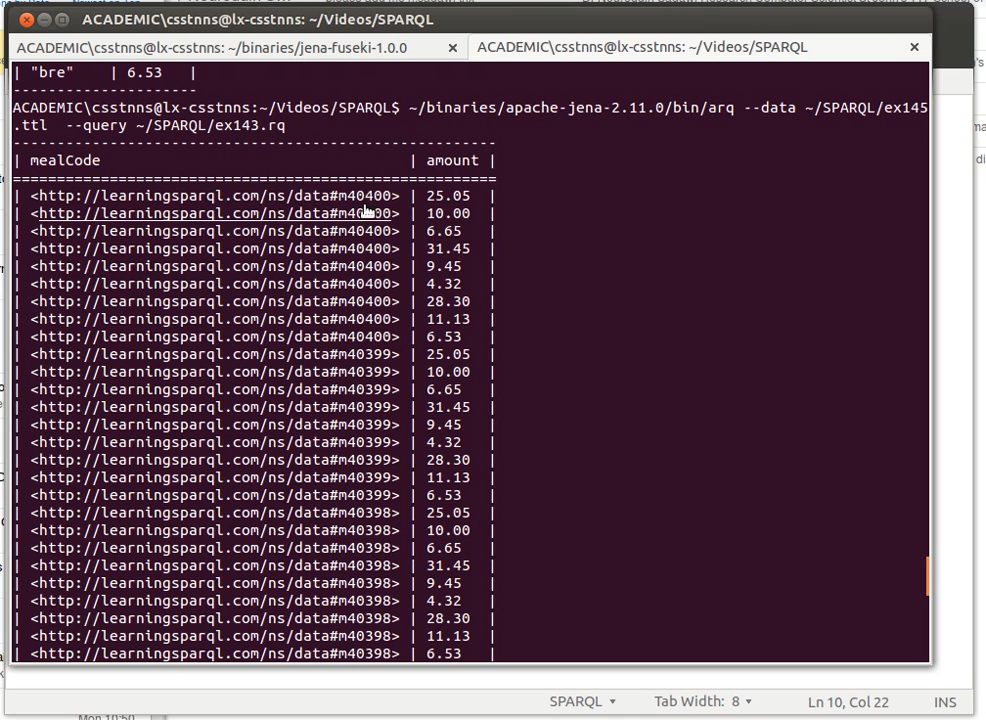 ACADEMIC\csstnns@lx-csstnns: ~/Videos/SPARQL
ACADEMIC\csstnns@lx-csstnns: ~/binaries/jena-fuseki-1.0.0
ACADEMIC\csstnns@lx-csstnns: ~/Videos/SPARQL
| "bre" | 6.53 |
---------------------
ACADEMIC\csstnns@lx-csstnns:~/Videos/SPARQL$ ~/binaries/apache-jena-2.11.0/bin/arq --data ~/SPARQL/ex145
.ttl --query ~/SPARQL/ex143.rq
-------------------------------------------------------
| mealCode | amount |
=======================================================
| <http://learningsparql.com/ns/data#m40400> | 25.05 |
| <http://learningsparql.com/ns/data#m40400> | 10.00 |
| <http://learningsparql.com/ns/data#m40400> | 6.65 |
| <http://learningsparql.com/ns/data#m40400> | 31.45 |
| <http://learningsparql.com/ns/data#m40400> | 9.45 |
| <http://learningsparql.com/ns/data#m40400> | 4.32 |
| <http://learningsparql.com/ns/data#m40400> | 28.30 |
| <http://learningsparql.com/ns/data#m40400> | 11.13 |
| <http://learningsparql.com/ns/data#m40400> | 6.53 |
| <http://learningsparql.com/ns/data#m40399> | 25.05 |
| <http://learningsparql.com/ns/data#m40399> | 10.00 |
| <http://learningsparql.com/ns/data#m40399> | 6.65 |
| <http://learningsparql.com/ns/data#m40399> | 31.45 |
| <http://learningsparql.com/ns/data#m40399> | 9.45 |
| <http://learningsparql.com/ns/data#m40399> | 4.32 |
| <http://learningsparql.com/ns/data#m40399> | 28.30 |
| <http://learningsparql.com/ns/data#m40399> | 11.13 |
| <http://learningsparql.com/ns/data#m40399> | 6.53 |
| <http://learningsparql.com/ns/data#m40398> | 25.05 |
| <http://learningsparql.com/ns/data#m40398> | 10.00 |
| <http://learningsparql.com/ns/data#m40398> | 6.65 |
| <http://learningsparql.com/ns/data#m40398> | 31.45 |
| <http://learningsparql.com/ns/data#m40398> | 9.45 |
| <http://learningsparql.com/ns/data#m40398> | 4.32 |
| <http://learningsparql.com/ns/data#m40398> | 28.30 |
| <http://learningsparql.com/ns/data#m40398> | 11.13 |
| <http://learningsparql.com/ns/data#m40398> | 6.53 |
SPARQL Tab Width: 8 Ln 10, Col 22 INS
Mon 10:50